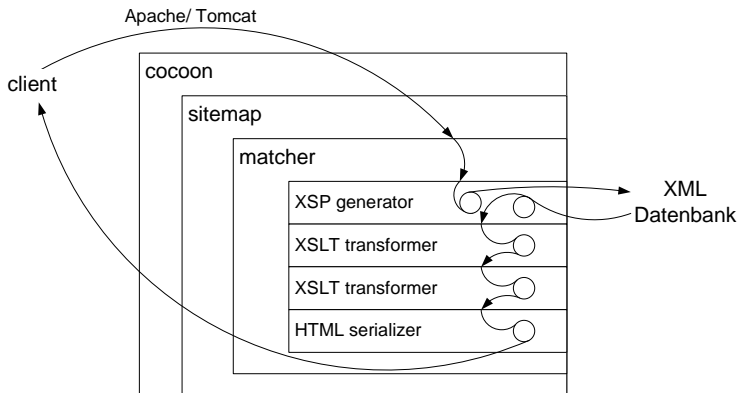 Apache/ Tomcat
cocoon
client
sitemap
matcher
XSP generator
XML
Datenbank
XSLT transformer
XSLT transformer
HTML serializer